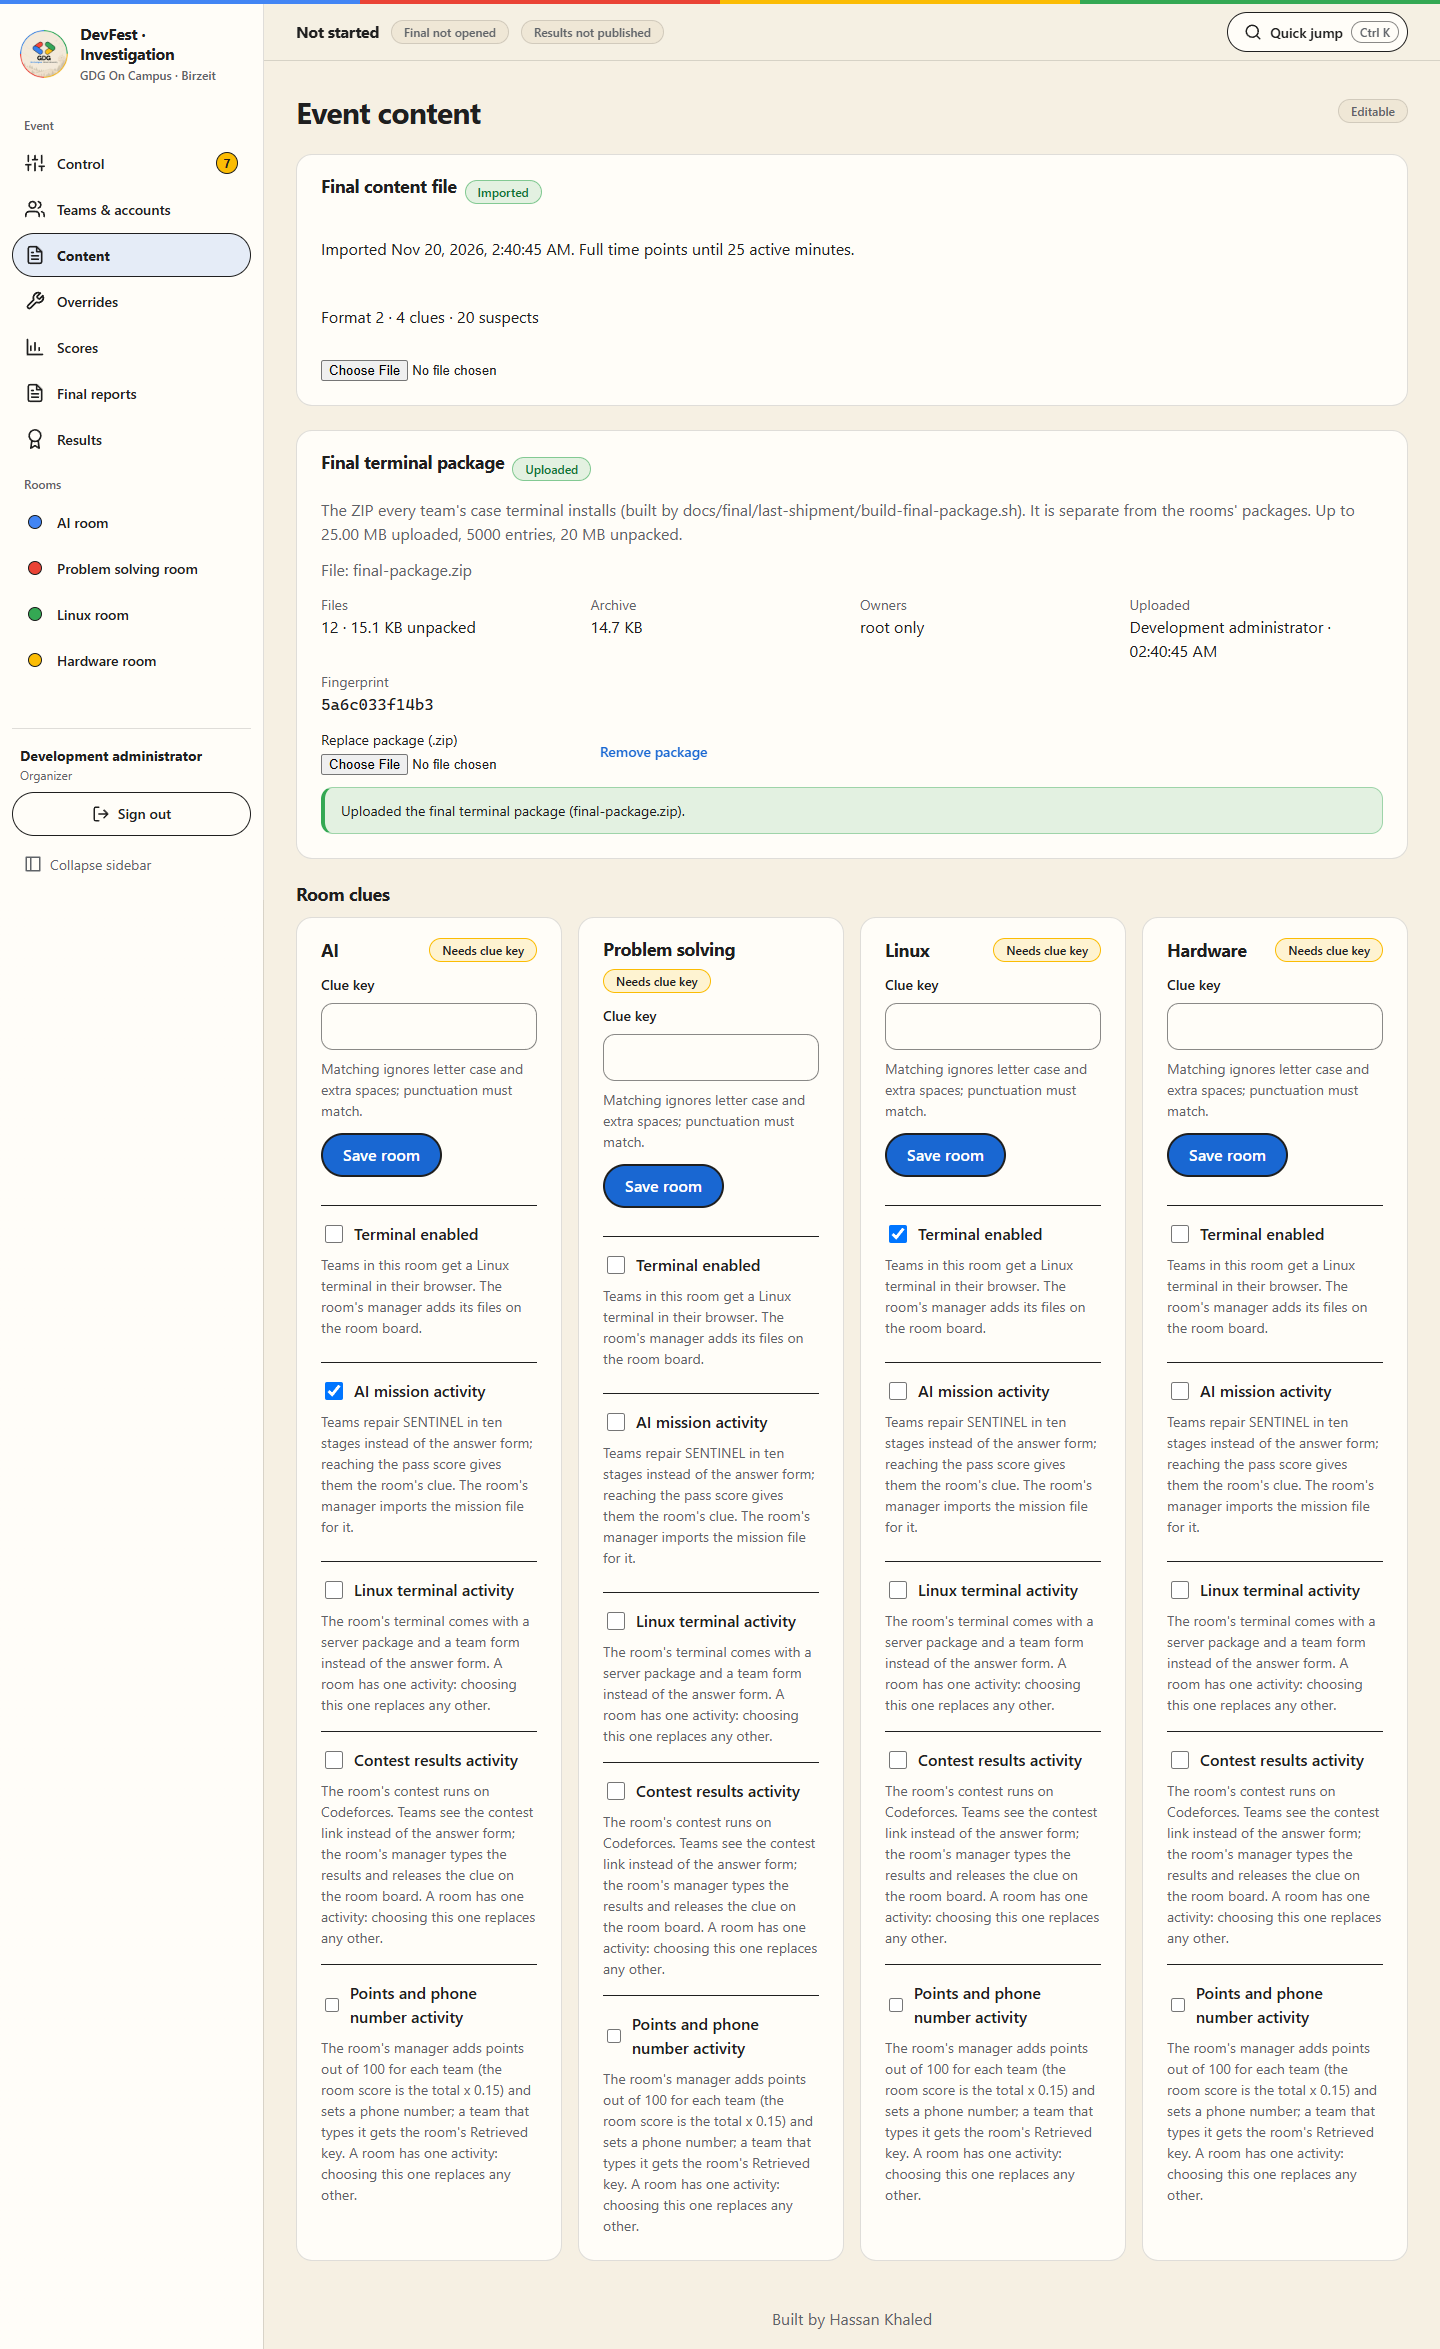 DevFest ·
Investigation
GDG On Campus · Birzeit
Event
Control
7
Teams & accounts
Content
Overrides
Scores
Final reports
Results
Rooms
AI room
Problem solving room
Linux room
Hardware room
Development administrator
Organizer
Sign out
Collapse sidebar
Not started
Final not opened
Results not published
Quick jump
Ctrl K
Event content
Editable
Final content file
Imported
Imported Nov 20, 2026, 2:40:45 AM. Full time points until 25 active minutes.
Format 2 · 4 clues · 20 suspects
Choose File No file chosen
Final terminal package
Uploaded
The ZIP every team's case terminal installs (built by docs/final/last-shipment/build-final-package.sh). It is separate from the rooms' packages. Up to
25.00 MB uploaded, 5000 entries, 20 MB unpacked.
File: final-package.zip
Files
12 · 15.1 KB unpacked
Archive
14.7 KB
Owners
root only
Uploaded
Development administrator ·
02:40:45 AM
Fingerprint
5a6c033f14b3
Replace package (.zip)
Choose File No file chosen
Remove package
Uploaded the final terminal package (final-package.zip).
Room clues
AI
Needs clue key
Clue key
Matching ignores letter case and
extra spaces; punctuation must
match.
Save room
Terminal enabled
Teams in this room get a Linux
terminal in their browser. The
room's manager adds its files on
the room board.
AI mission activity
Teams repair SENTINEL in ten
stages instead of the answer form;
reaching the pass score gives
them the room's clue. The room's
manager imports the mission file
for it.
Linux terminal activity
The room's terminal comes with a
server package and a team form
instead of the answer form. A
room has one activity: choosing
this one replaces any other.
Contest results activity
The room's contest runs on
Codeforces. Teams see the contest
link instead of the answer form;
the room's manager types the
results and releases the clue on
the room board. A room has one
activity: choosing this one replaces
any other.
Points and phone
number activity
The room's manager adds points
out of 100 for each team (the
room score is the total x 0.15) and
sets a phone number; a team that
types it gets the room's Retrieved
key. A room has one activity:
choosing this one replaces any
other.
Problem solving
Needs clue key
Clue key
Matching ignores letter case and
extra spaces; punctuation must
match.
Save room
Terminal enabled
Teams in this room get a Linux
terminal in their browser. The
room's manager adds its files on
the room board.
AI mission activity
Teams repair SENTINEL in ten
stages instead of the answer form;
reaching the pass score gives
them the room's clue. The room's
manager imports the mission file
for it.
Linux terminal activity
The room's terminal comes with a
server package and a team form
instead of the answer form. A
room has one activity: choosing
this one replaces any other.
Contest results activity
The room's contest runs on
Codeforces. Teams see the contest
link instead of the answer form;
the room's manager types the
results and releases the clue on
the room board. A room has one
activity: choosing this one replaces
any other.
Points and phone
number activity
The room's manager adds points
out of 100 for each team (the
room score is the total x 0.15) and
sets a phone number; a team that
types it gets the room's Retrieved
key. A room has one activity:
choosing this one replaces any
other.
Linux
Needs clue key
Clue key
Matching ignores letter case and
extra spaces; punctuation must
match.
Save room
Terminal enabled
Teams in this room get a Linux
terminal in their browser. The
room's manager adds its files on
the room board.
AI mission activity
Teams repair SENTINEL in ten
stages instead of the answer form;
reaching the pass score gives
them the room's clue. The room's
manager imports the mission file
for it.
Linux terminal activity
The room's terminal comes with a
server package and a team form
instead of the answer form. A
room has one activity: choosing
this one replaces any other.
Contest results activity
The room's contest runs on
Codeforces. Teams see the contest
link instead of the answer form;
the room's manager types the
results and releases the clue on
the room board. A room has one
activity: choosing this one replaces
any other.
Points and phone
number activity
The room's manager adds points
out of 100 for each team (the
room score is the total x 0.15) and
sets a phone number; a team that
types it gets the room's Retrieved
key. A room has one activity:
choosing this one replaces any
other.
Hardware
Needs clue key
Clue key
Matching ignores letter case and
extra spaces; punctuation must
match.
Save room
Terminal enabled
Teams in this room get a Linux
terminal in their browser. The
room's manager adds its files on
the room board.
AI mission activity
Teams repair SENTINEL in ten
stages instead of the answer form;
reaching the pass score gives
them the room's clue. The room's
manager imports the mission file
for it.
Linux terminal activity
The room's terminal comes with a
server package and a team form
instead of the answer form. A
room has one activity: choosing
this one replaces any other.
Contest results activity
The room's contest runs on
Codeforces. Teams see the contest
link instead of the answer form;
the room's manager types the
results and releases the clue on
the room board. A room has one
activity: choosing this one replaces
any other.
Points and phone
number activity
The room's manager adds points
out of 100 for each team (the
room score is the total x 0.15) and
sets a phone number; a team that
types it gets the room's Retrieved
key. A room has one activity:
choosing this one replaces any
other.
Built by Hassan Khaled